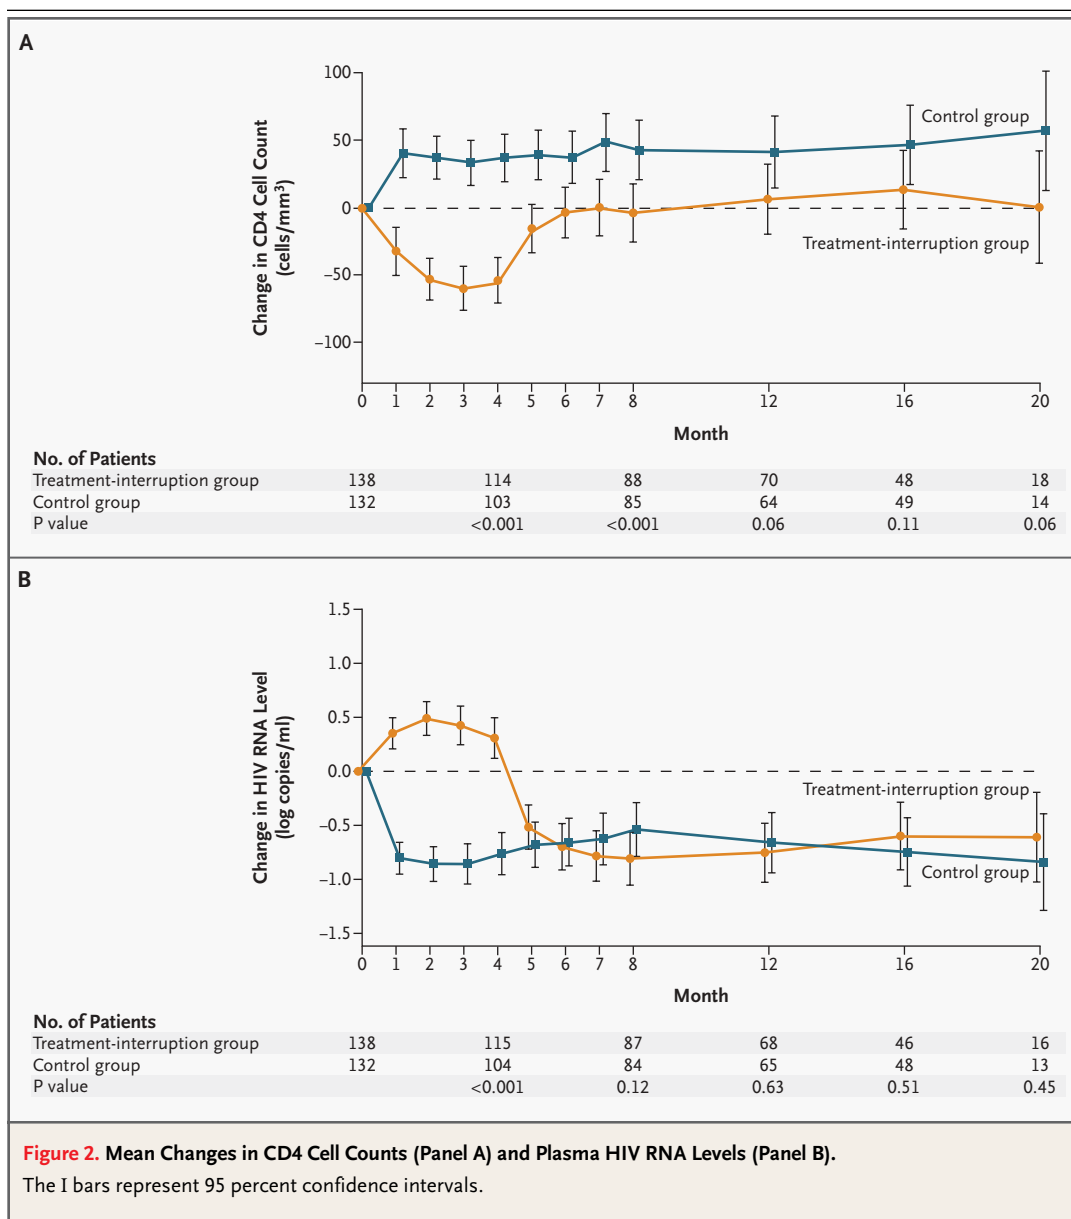 A
100
50
0
–50
–100
Change in CD4 Cell Count
(cells/mm³)
Control group
Treatment-interruption group
0 1 2 3 4 5 6 7 8 12 16 20
Month
No. of Patients
Treatment-interruption group 138 114 88 70 48 18
Control group 132 103 85 64 49 14
P value <0.001 <0.001 0.06 0.11 0.06
B
1.5
1.0
0.5
0.0
–0.5
–1.0
–1.5
Change in HIV RNA Level
(log copies/ml)
Treatment-interruption group
Control group
0 1 2 3 4 5 6 7 8 12 16 20
Month
No. of Patients
Treatment-interruption group 138 115 87 68 46 16
Control group 132 104 84 65 48 13
P value <0.001 0.12 0.63 0.51 0.45
Figure 2. Mean Changes in CD4 Cell Counts (Panel A) and Plasma HIV RNA Levels (Panel B).
The I bars represent 95 percent confidence intervals.